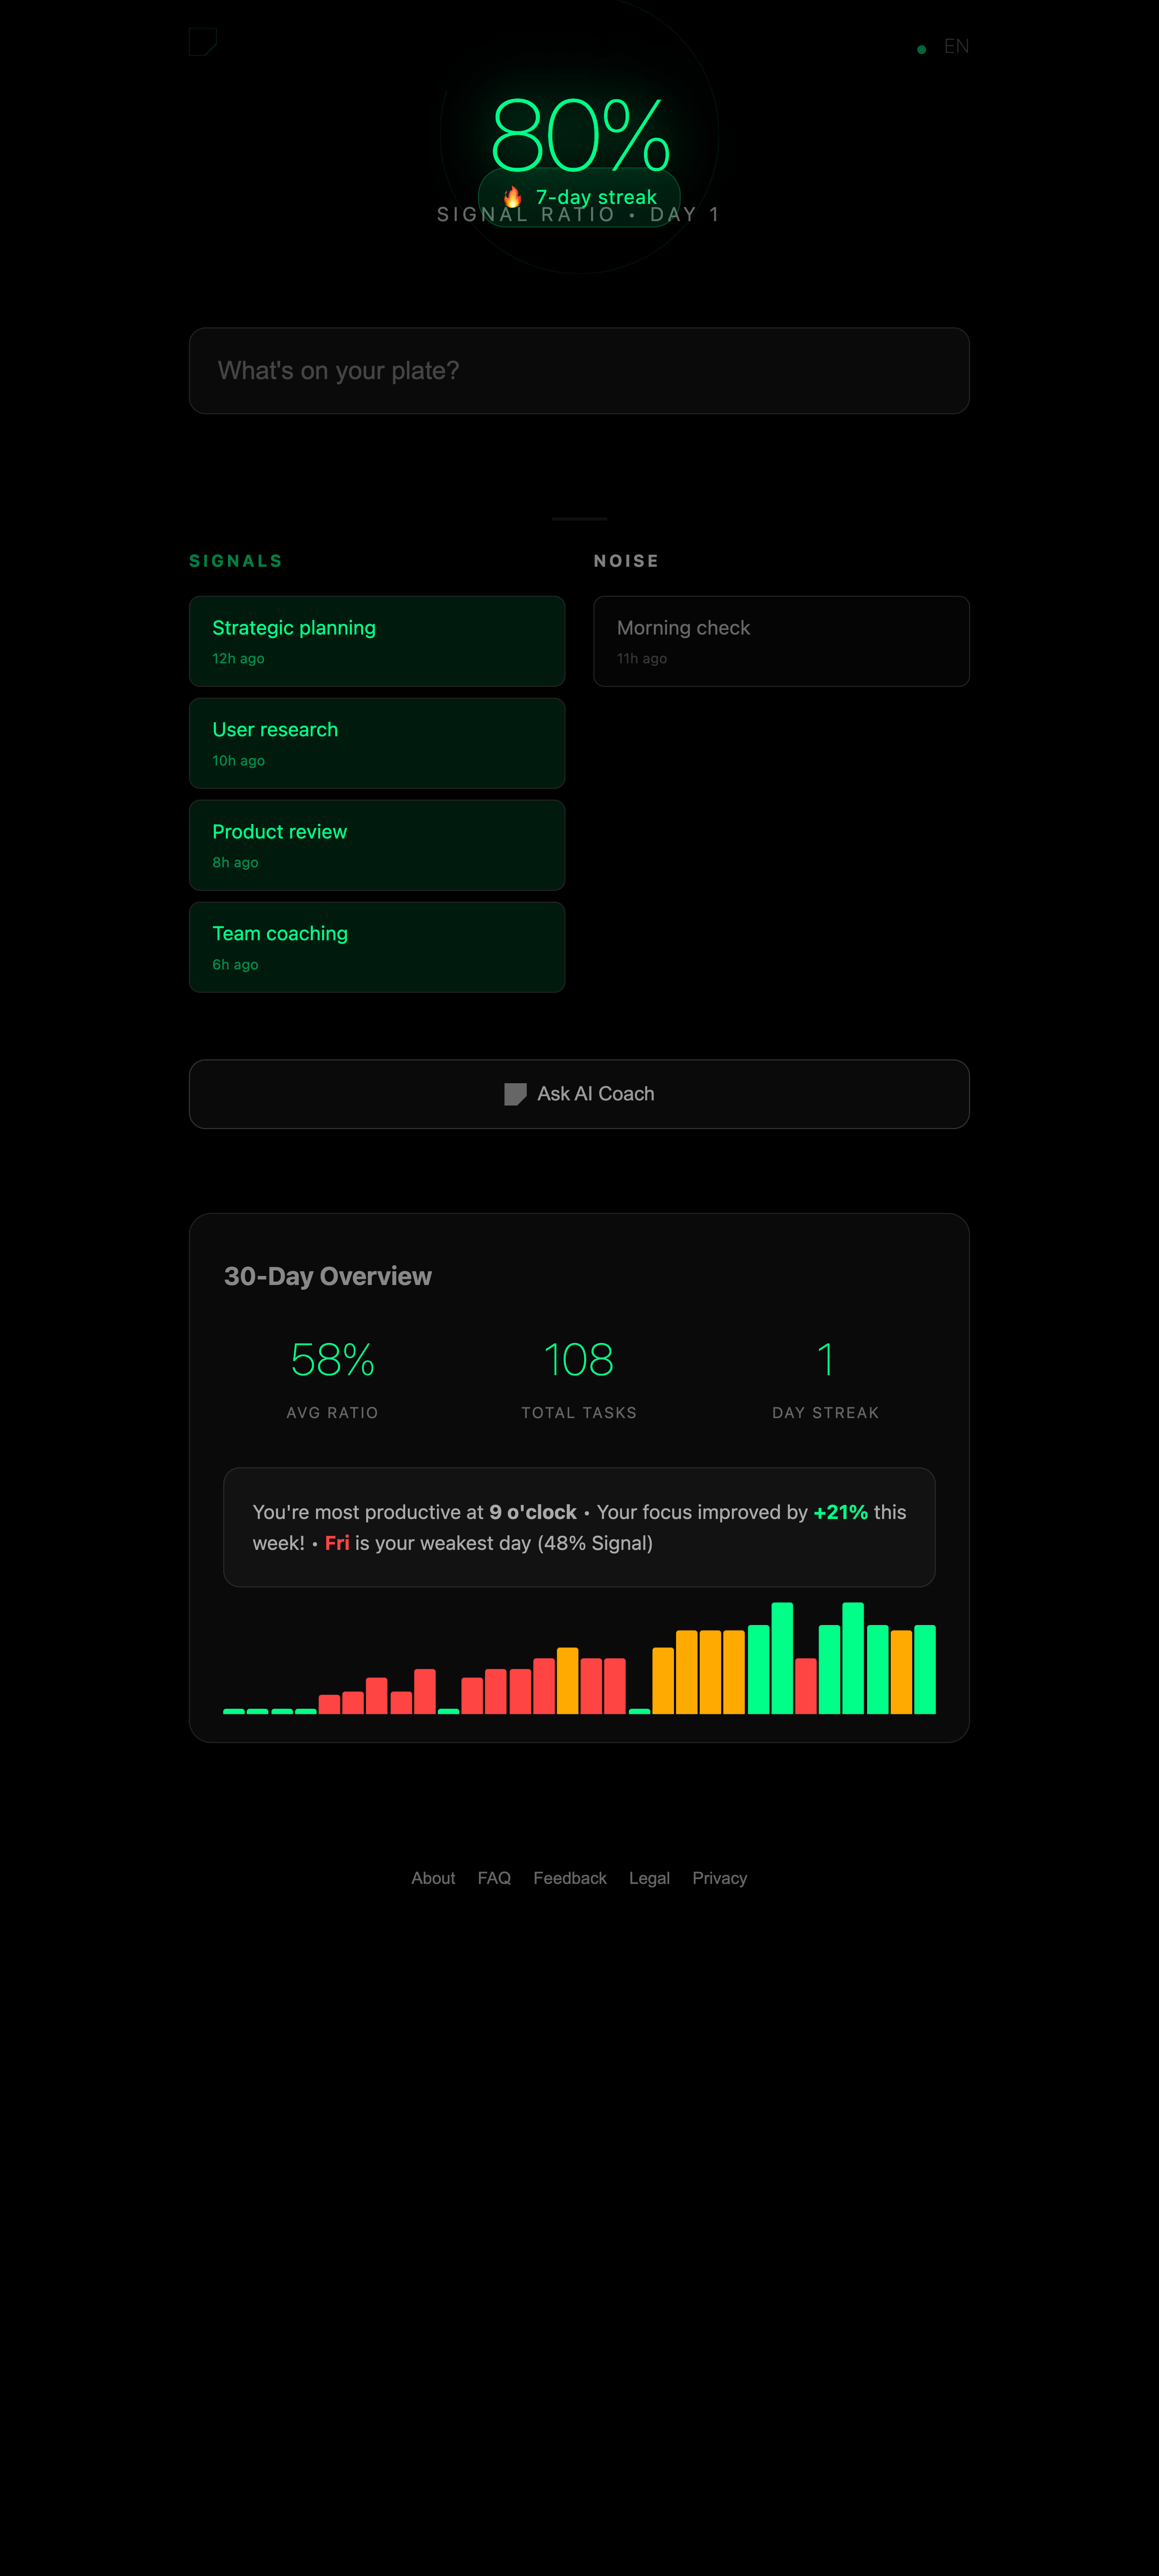 EN
80%
🔥 7-day streak
SIGNAL RATIO • DAY 1
What's on your plate?
SIGNALS
Strategic planning
12h ago
User research
10h ago
Product review
8h ago
Team coaching
6h ago
NOISE
Morning check
11h ago
Ask AI Coach
30-Day Overview
58%
AVG RATIO
108
TOTAL TASKS
1
DAY STREAK
You're most productive at 9 o'clock • Your focus improved by +21% this
week! • Fri is your weakest day (48% Signal)
About FAQ Feedback Legal Privacy